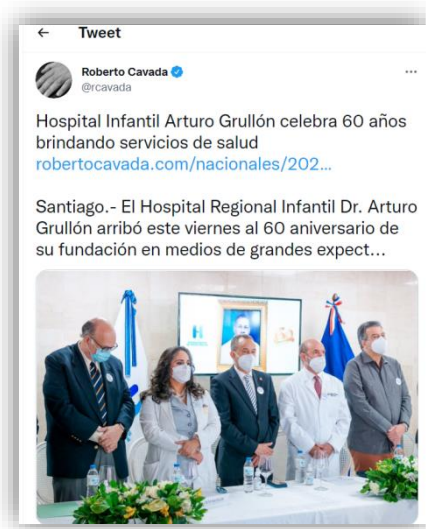 ← Tweet
Roberto Cavada
@rcavada
Hospital Infantil Arturo Grullón celebra 60 años
brindando servicios de salud
robertocavada.com/nacionales/202...
Santiago.- El Hospital Regional Infantil Dr. Arturo
Grullón arribó este viernes al 60 aniversario de
su fundación en medios de grandes expect...